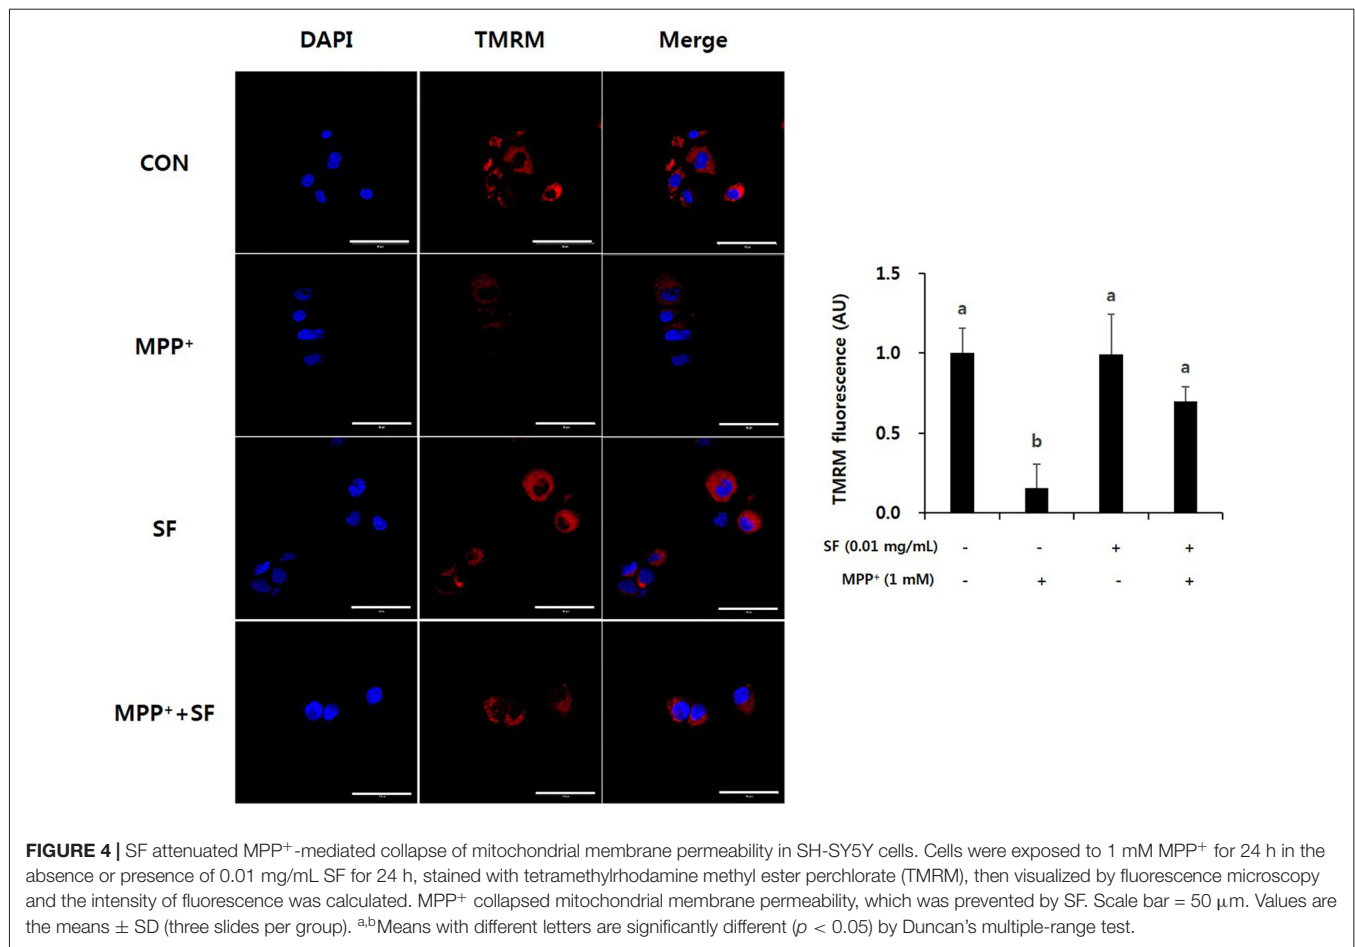 DAPI TMRM Merge
CON
MPP⁺
SF
MPP⁺+SF
TMRM fluorescence (AU)
1.5
1.0
0.5
0.0
a
b
a
a
SF (0.01 mg/mL) - - + +
MPP⁺ (1 mM) - + - +
FIGURE 4 | SF attenuated MPP⁺-mediated collapse of mitochondrial membrane permeability in SH-SY5Y cells. Cells were exposed to 1 mM MPP⁺ for 24 h in the
absence or presence of 0.01 mg/mL SF for 24 h, stained with tetramethylrhodamine methyl ester perchlorate (TMRM), then visualized by fluorescence microscopy
and the intensity of fluorescence was calculated. MPP⁺ collapsed mitochondrial membrane permeability, which was prevented by SF. Scale bar = 50 μm. Values are
the means ± SD (three slides per group). ᵃ,ᵇMeans with different letters are significantly different (p < 0.05) by Duncan’s multiple-range test.